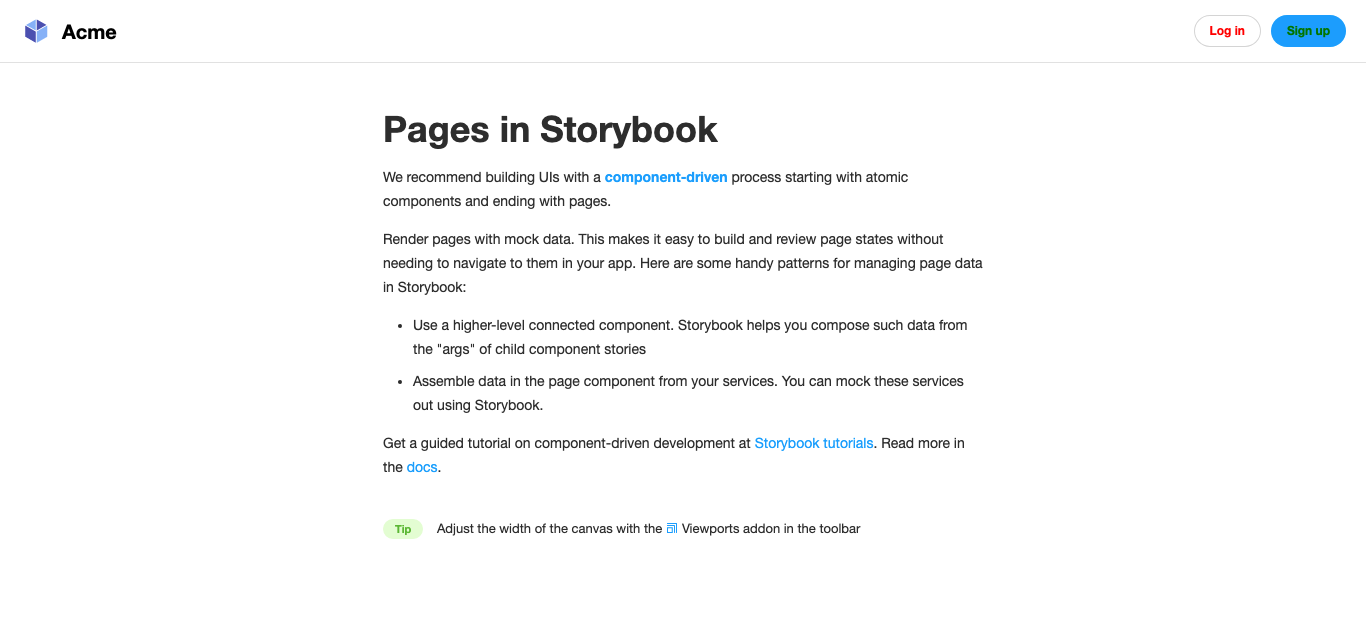 Acme
Log in
Sign up
Pages in Storybook
We recommend building UIs with a component-driven process starting with atomic
components and ending with pages.
Render pages with mock data. This makes it easy to build and review page states without
needing to navigate to them in your app. Here are some handy patterns for managing page data
in Storybook:
• Use a higher-level connected component. Storybook helps you compose such data from
the "args" of child component stories
• Assemble data in the page component from your services. You can mock these services
out using Storybook.
Get a guided tutorial on component-driven development at Storybook tutorials. Read more in
the docs.
Tip Adjust the width of the canvas with the Viewports addon in the toolbar